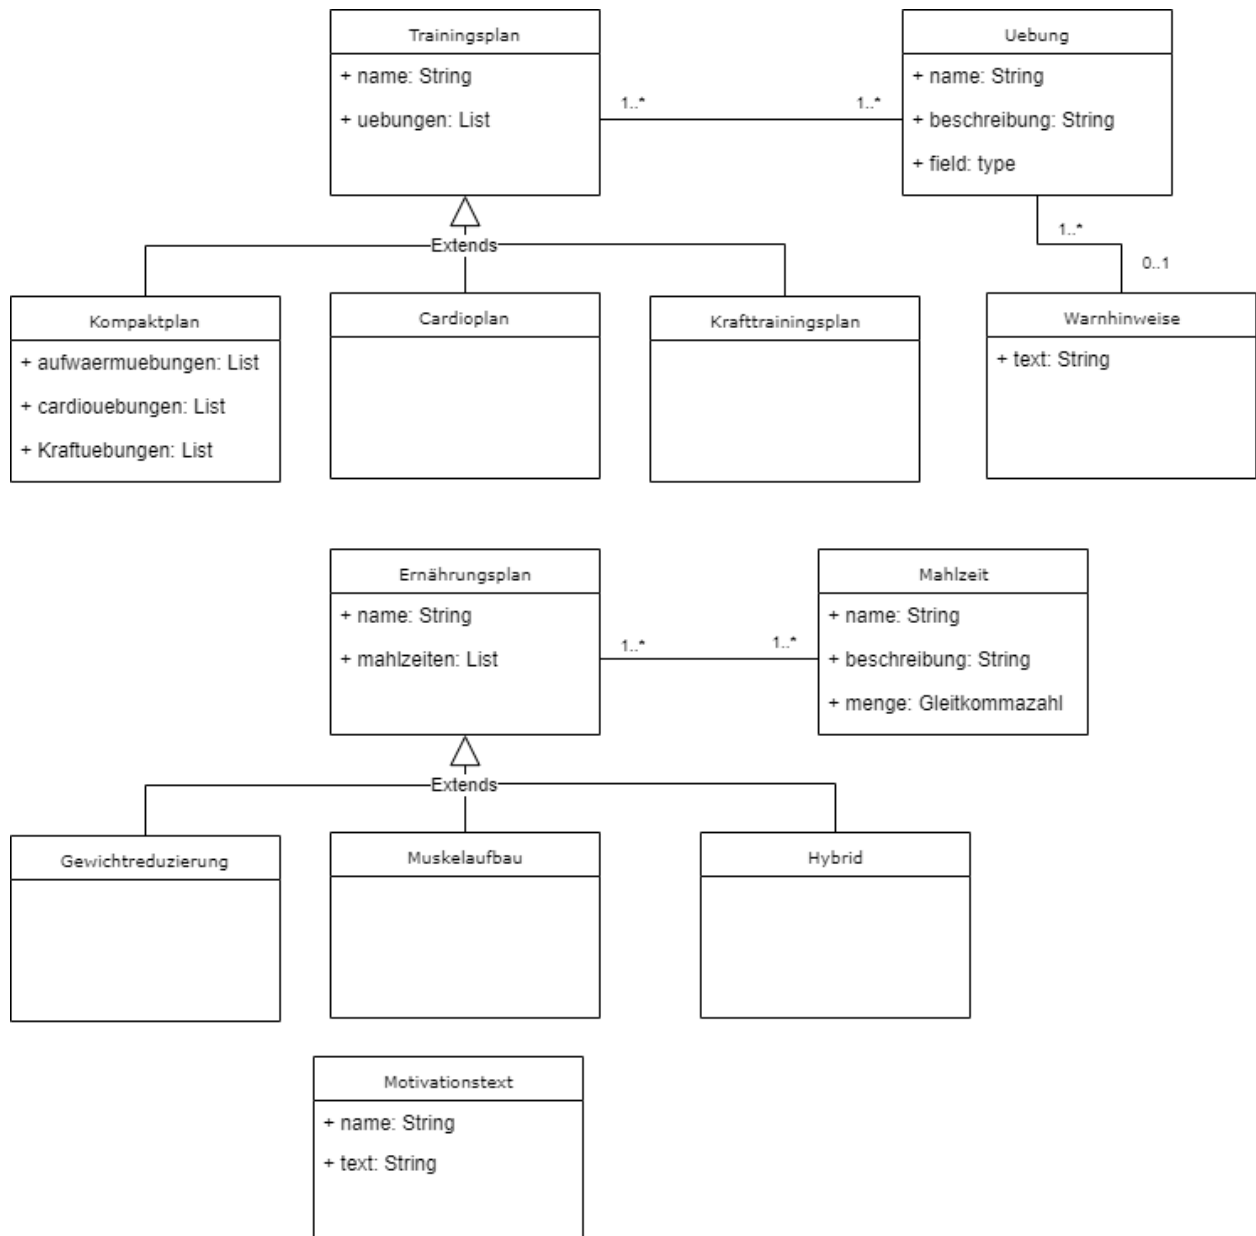 Trainingsplan
+ name: String
+ uebungen: List
1..*
1..*
Uebung
+ name: String
+ beschreibung: String
+ field: type
1..*
0..1
Extends
Kompaktplan
+ aufwaermuebungen: List
+ cardiouebungen: List
+ Kraftuebungen: List
Cardioplan
Krafttrainingsplan
Warnhinweise
+ text: String
Ernährungsplan
+ name: String
+ mahlzeiten: List
1..*
1..*
Mahlzeit
+ name: String
+ beschreibung: String
+ menge: Gleitkommazahl
Extends
Gewichtreduzierung
Muskelaufbau
Hybrid
Motivationstext
+ name: String
+ text: String